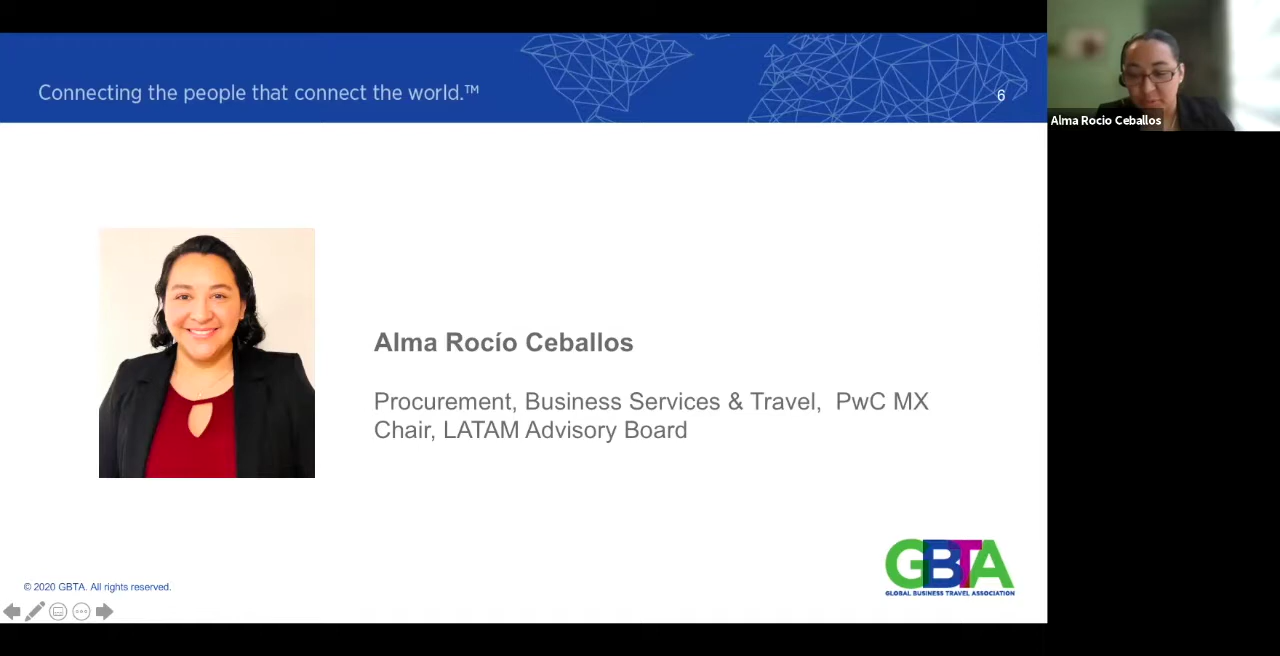 Connecting the people that connect the world.™
6
Alma Rocio Ceballos
Alma Rocío Ceballos
Procurement, Business Services & Travel,  PwC MX
Chair, LATAM Advisory Board
GBTA
GLOBAL BUSINESS TRAVEL ASSOCIATION
© 2020 GBTA. All rights reserved.